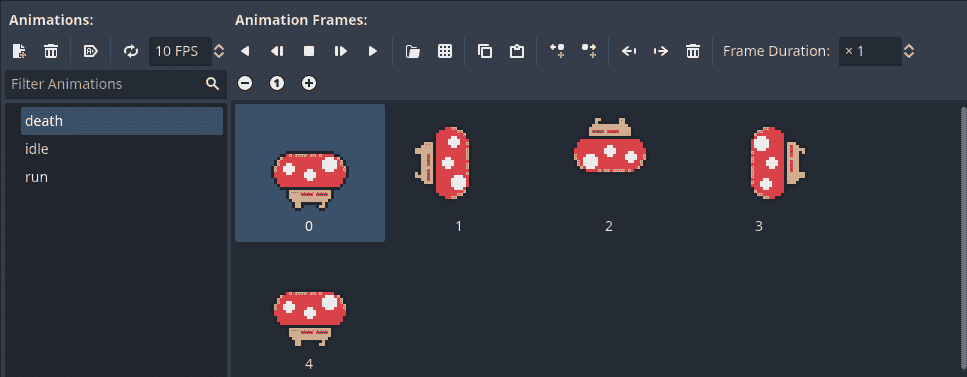 Animations: Animation Frames:
10 FPS Frame Duration: × 1
Filter Animations 1
death
idle
run
0 1 2 3
4